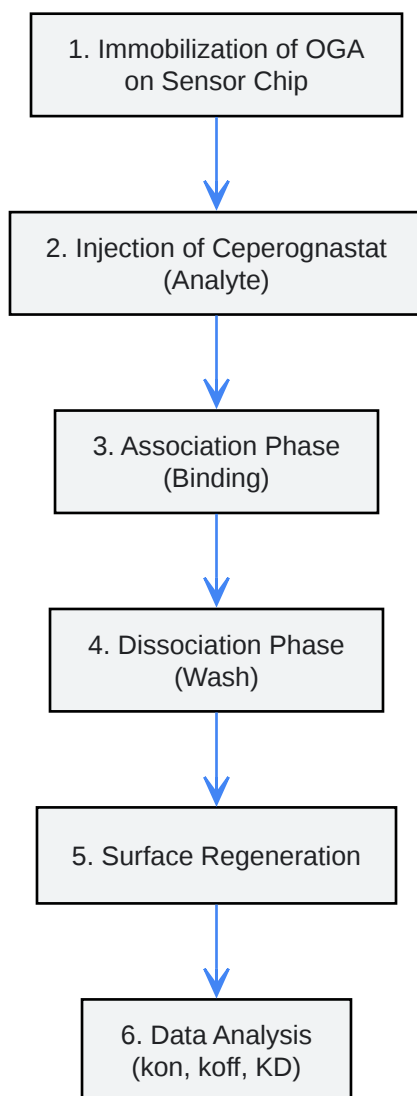 1. Immobilization of OGA
on Sensor Chip
2. Injection of Ceperognastat
(Analyte)
3. Association Phase
(Binding)
4. Dissociation Phase
(Wash)
5. Surface Regeneration
6. Data Analysis
(kon, koff, KD)